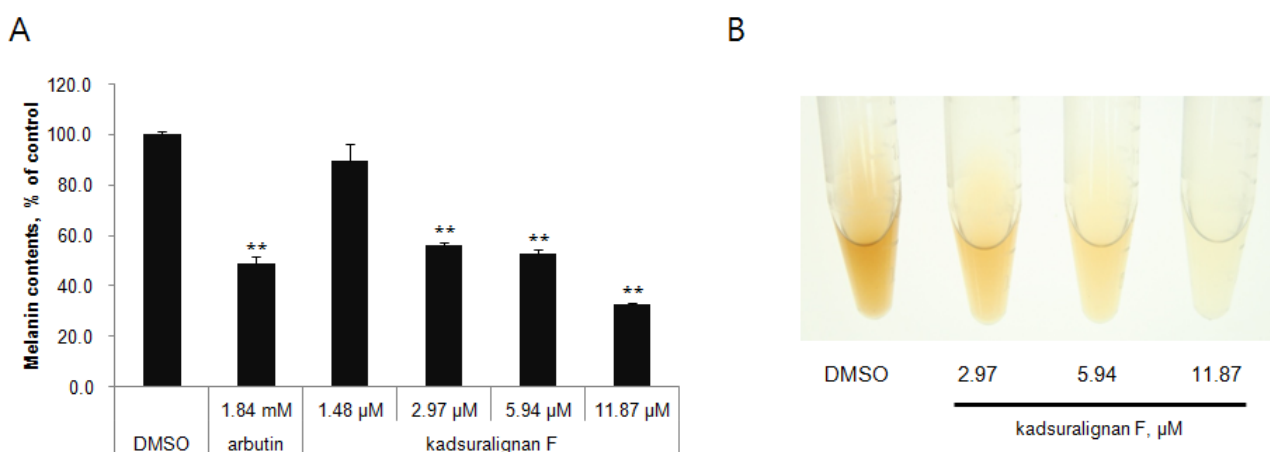 A
B
Melanin contents, % of control
120.0
100.0
80.0
60.0
40.0
20.0
0.0
**
**
**
**
1.84 mM 1.48 µM 2.97 µM 5.94 µM 11.87 µM
DMSO arbutin kadsuralignan F
DMSO 2.97 5.94 11.87
kadsuralignan F, µM